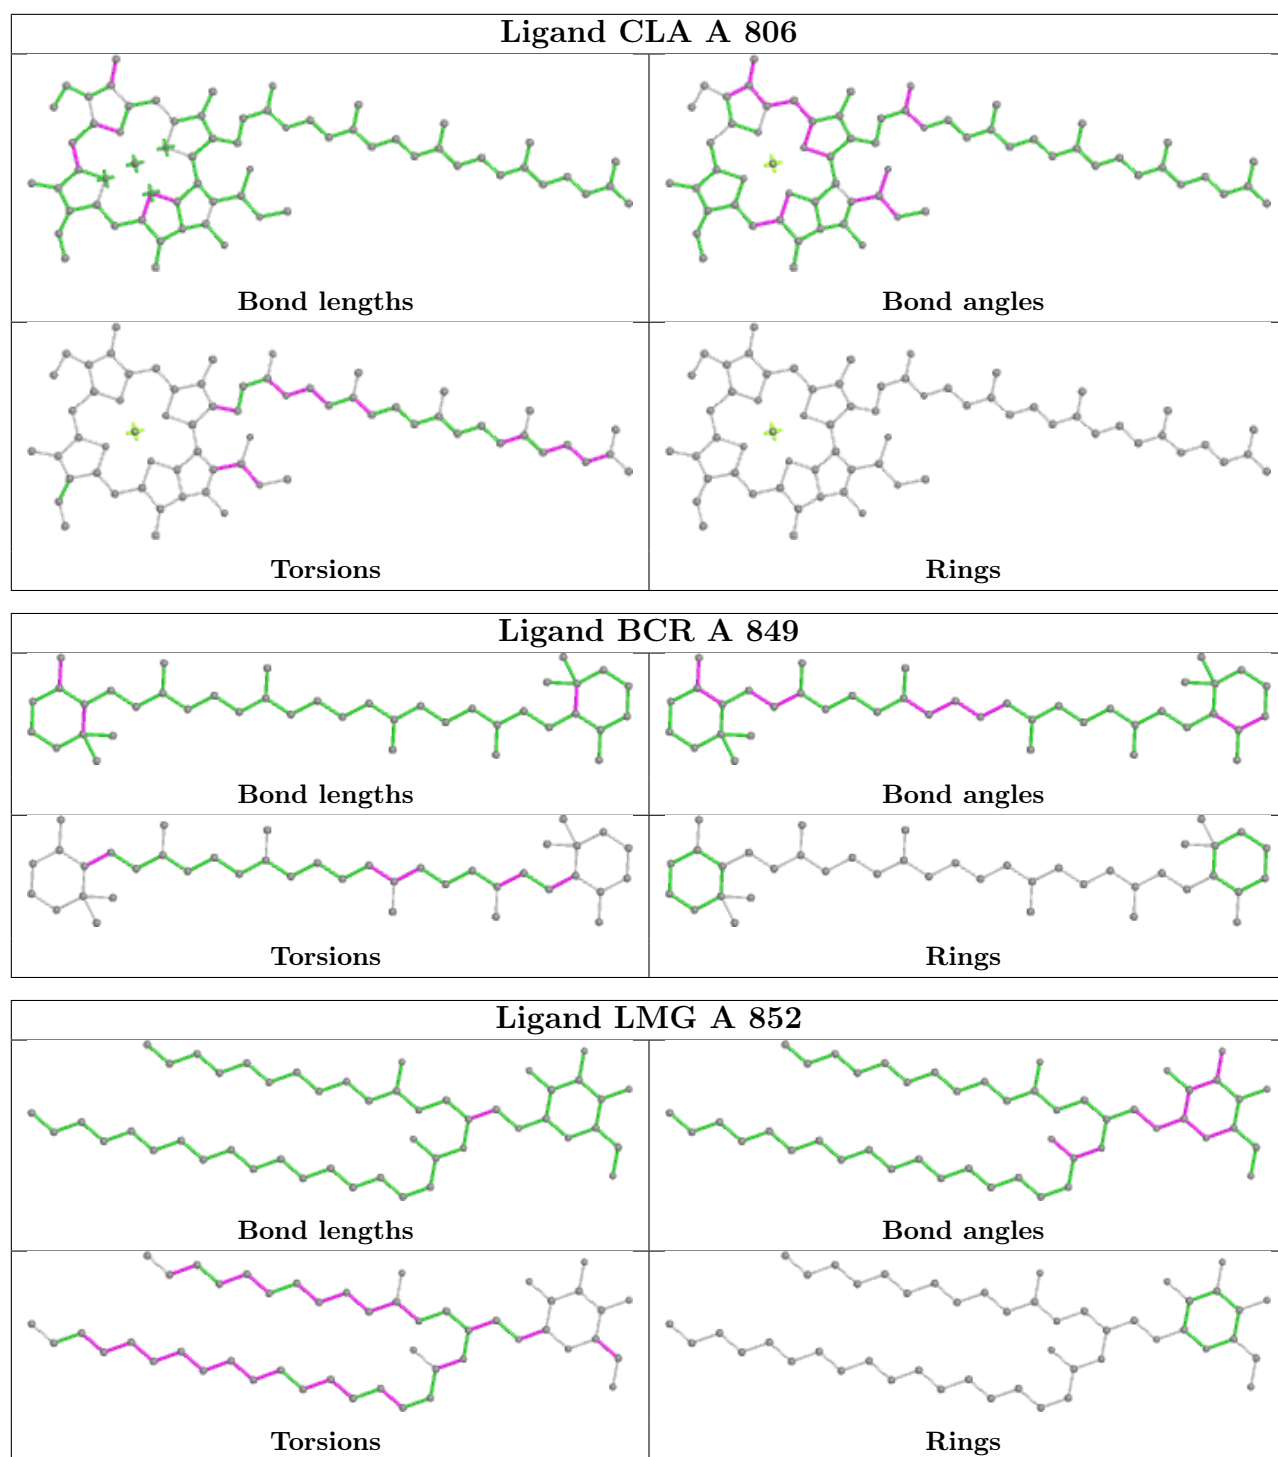 Ligand CLA A 806
Bond lengths
Bond angles
Torsions
Rings
Ligand BCR A 849
Bond lengths
Bond angles
Torsions
Rings
Ligand LMG A 852
Bond lengths
Bond angles
Torsions
Rings